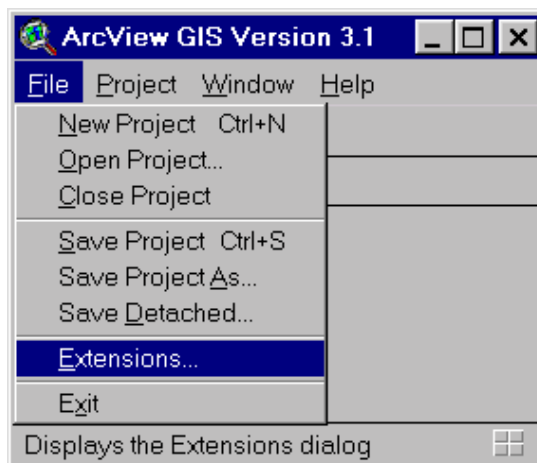 ArcView GIS Version 3.1
File Project Window Help
New Project Ctrl+N
Open Project...
Close Project
Save Project Ctrl+S
Save Project As...
Save Detached...
Extensions...
Exit
Displays the Extensions dialog